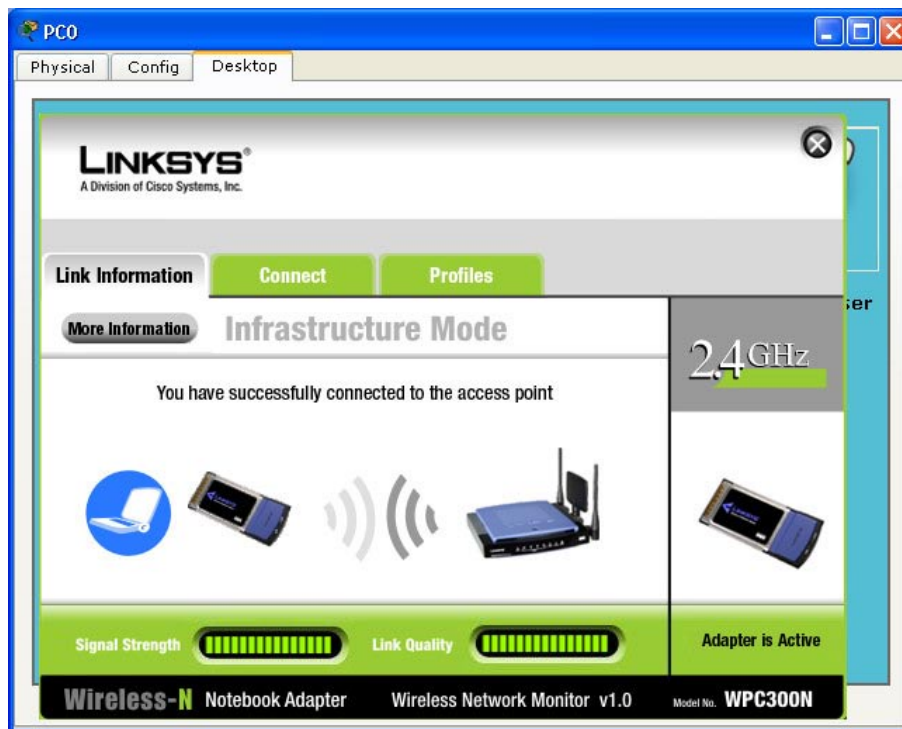 PC0
Physical Config Desktop
LINKSYS®
A Division of Cisco Systems, Inc.
Link Information Connect Profiles
ser
More Information Infrastructure Mode
2.4GHz
You have successfully connected to the access point
Signal Strength Link Quality Adapter is Active
Wireless-N Notebook Adapter Wireless Network Monitor v1.0 Model No. WPC300N